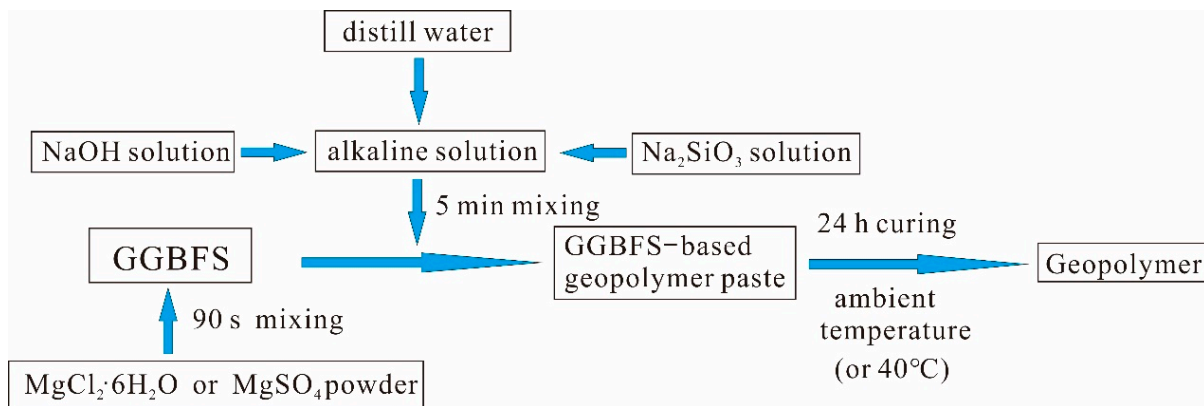 distill water
NaOH solution
alkaline solution
Na₂SiO₃ solution
5 min mixing
24 h curing
GGBFS
GGBFS-based
geopolymer paste
Geopolymer
90 s mixing
ambient
temperature
(or 40℃)
MgCl₂·6H₂O or MgSO₄powder